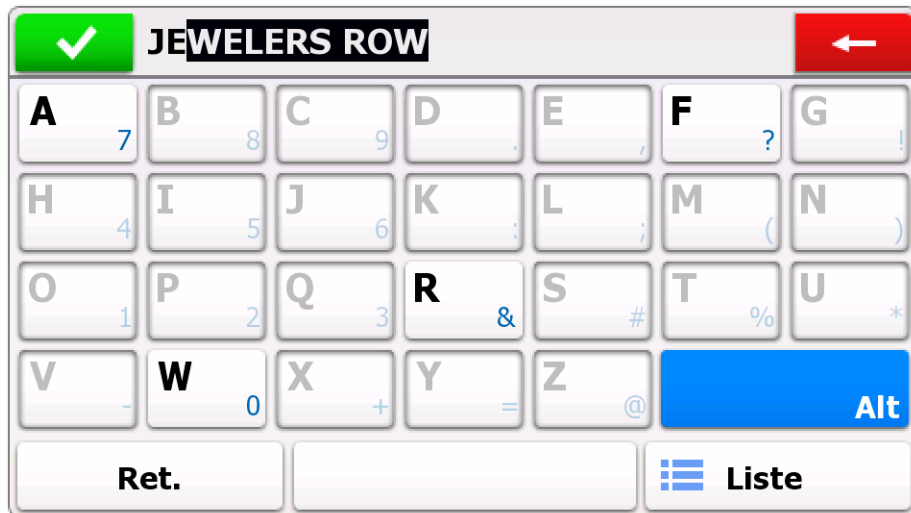 JEWELERS ROW
A 7 B 8 C 9 D . E , F ? G !
H 4 I 5 J 6 K : L ; M ( N )
O 1 P 2 Q 3 R & S # T % U *
V - W 0 X + Y = Z @ Alt
Ret. Liste